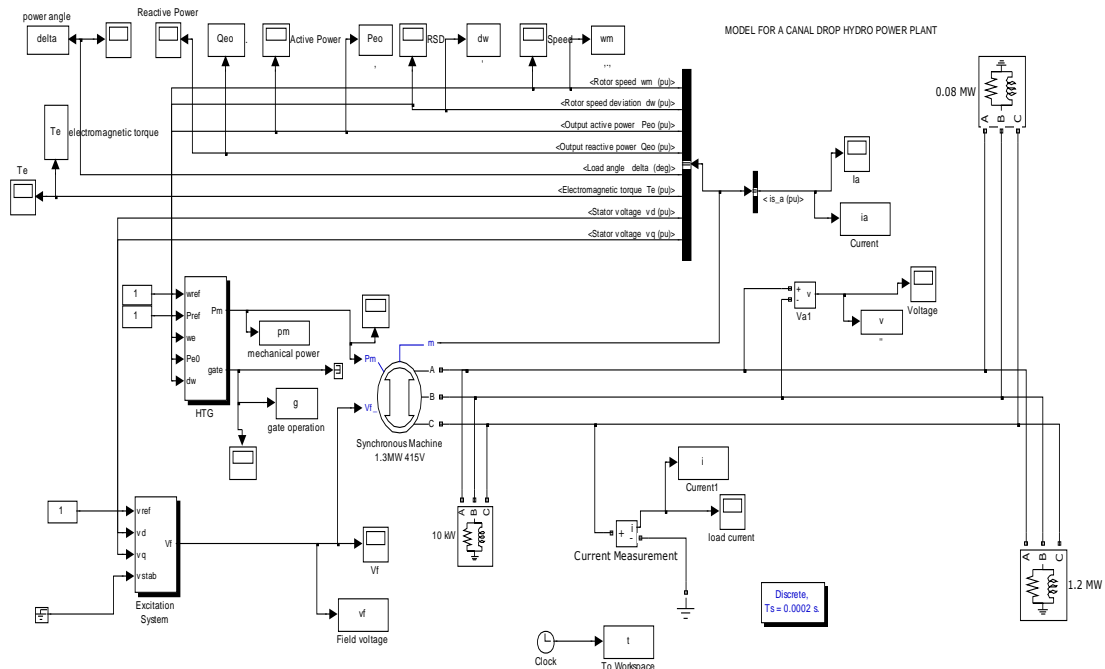 MODEL FOR A CANAL DROP HYDRO POWER PLANT
power angle
delta
Reactive Power
Qeo
Active Power
Peo
RSD
dw
Speed
wm
<Rotor speed wm (pu)>
<Rotor speed deviation dw (pu)>
<Output active power Peo (pu)>
<Output reactive power Qeo (pu)>
<Load angle delta (deg)>
<Electromagnetic torque Te (pu)>
<Stator voltage vd (pu)>
<Stator voltage vq (pu)>
Te
electromagnetic torque
Te
0.08 MW
A
B
C
Ia
< is_a (pu)>
ia
Current
1
1
wref
Pref
we
Pe0
dw
Pm
gate
HTG
pm
mechanical power
g
gate operation
Pm
Vf_
m
A
B
C
Synchronous Machine
1.3MW 415V
+
-
v
Va1
Voltage
v
"
A
B
C
10 kW
i
Current1
+
-
i
Current Measurement
load current
1
vref
vd
vq
vstab
Vf
Excitation
System
Vf
vf
Field voltage
Clock
t
To Workspace
Discrete,
Ts = 0.0002 s.
A
B
C
1.2 MW